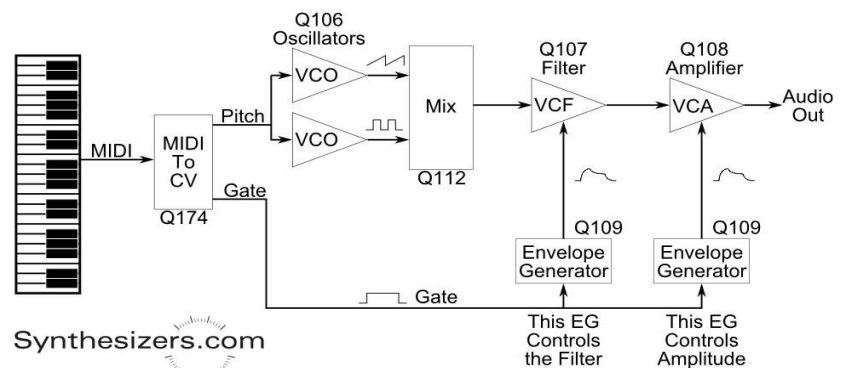 Q106
Oscillators
VCO
VCO
Mix
Q112
Q107
Filter
VCF
Q108
Amplifier
VCA
Audio
Out
MIDI
MIDI
To
CV
Q174
Pitch
Gate
Q109
Envelope
Generator
Q109
Envelope
Generator
Gate
This EG
Controls
the Filter
This EG
Controls
Amplitude
Synthesizers.com